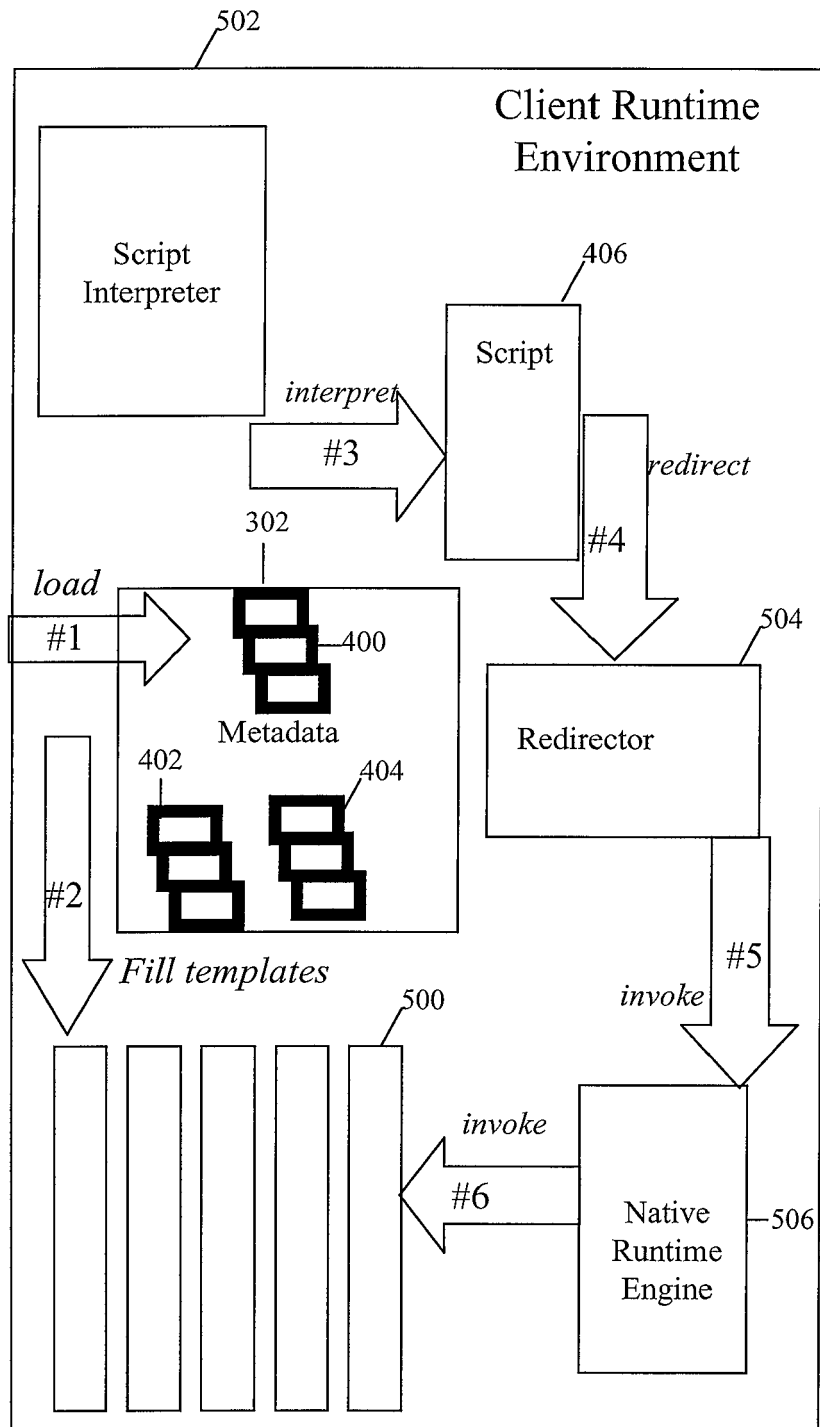 502
Client Runtime
Environment
Script
Interpreter
406
Script
interpret
#3
redirect
#4
302
load
#1
400
504
Metadata
Redirector
402
404
#2
#5
Fill templates
invoke
500
invoke
#6
Native
Runtime
Engine
506